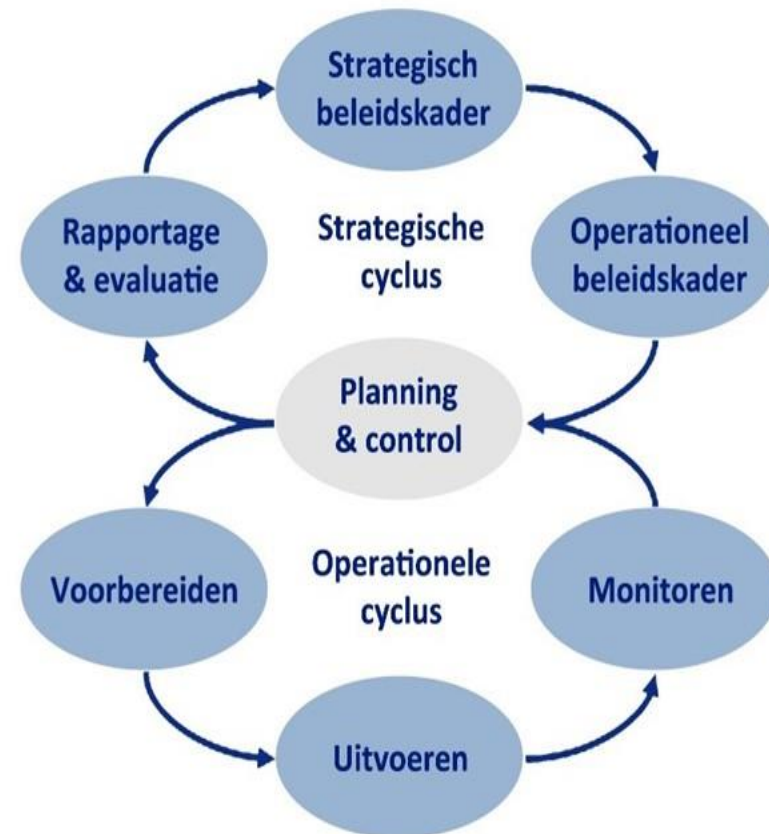 Strategisch
beleidskader
Rapportage
& evaluatie
Strategische
cyclus
Operationeel
beleidskader
Planning
& control
Voorbereiden
Operationele
cyclus
Monitoren
Uitvoeren